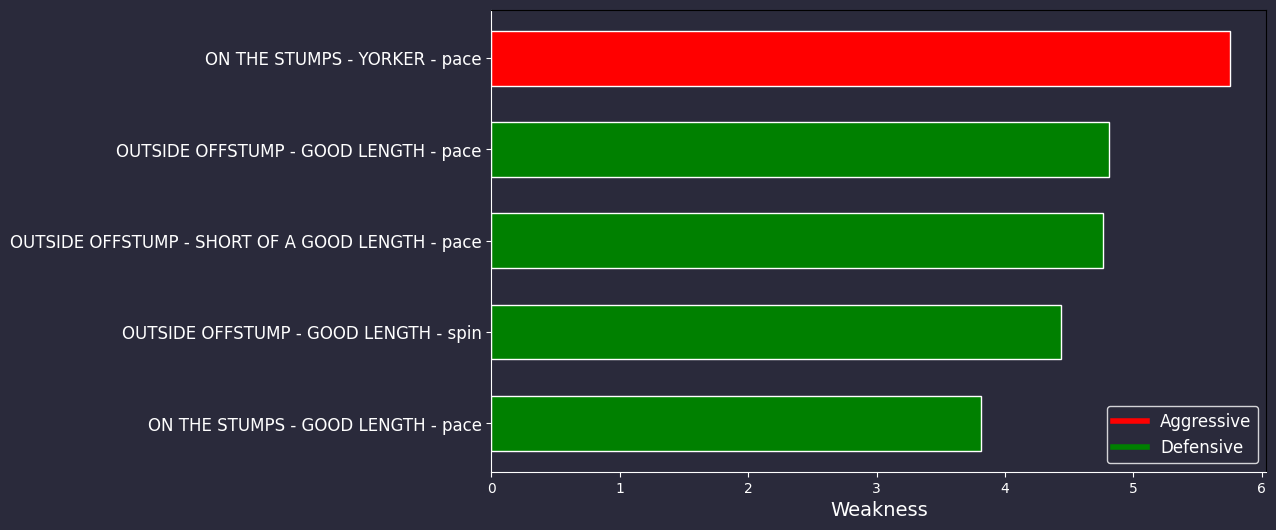 ON THE STUMPS - YORKER - pace
OUTSIDE OFFSTUMP - GOOD LENGTH - pace
OUTSIDE OFFSTUMP - SHORT OF A GOOD LENGTH - pace
OUTSIDE OFFSTUMP - GOOD LENGTH - spin
ON THE STUMPS - GOOD LENGTH - pace
Aggressive
Defensive
0 1 2 3 4 5 6
Weakness